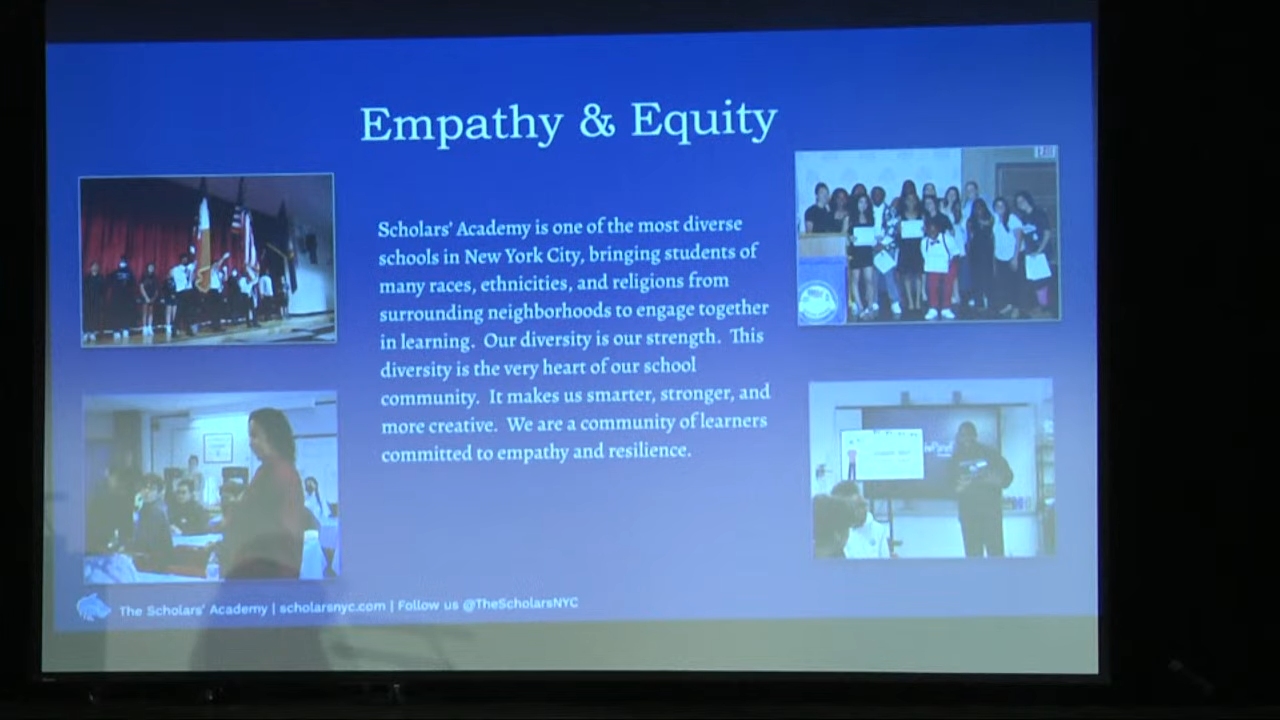 Empathy & Equity
Scholars' Academy is one of the most diverse
schools in New York City, bringing students of
many races, ethnicities, and religions from
surrounding neighborhoods to engage together
in learning.  Our diversity is our strength.  This
diversity is the very heart of our school
community.  It makes us smarter, stronger, and
more creative.  We are a community of learners
committed to empathy and resilience.
The Scholars' Academy | scholarsnyc.com | Follow us @TheScholarsNYC